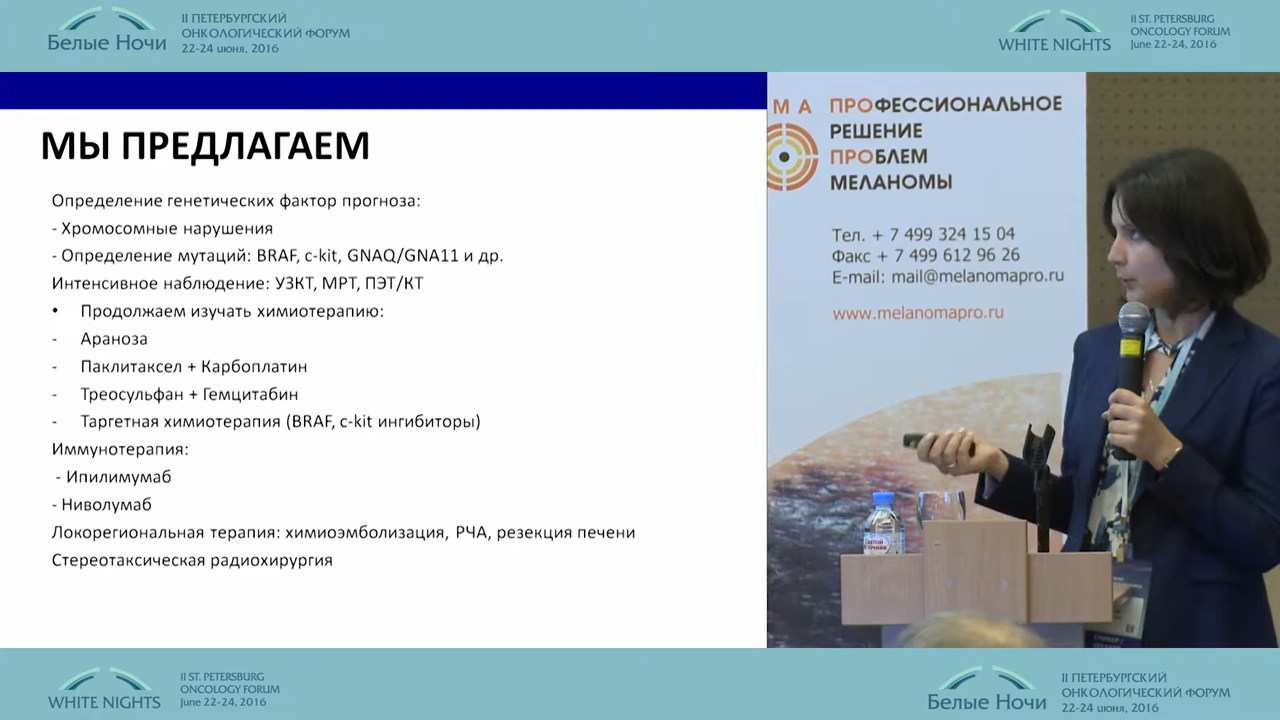 Белые Ночи
II ПЕТЕРБУРГСКИЙ
ОНКОЛОГИЧЕСКИЙ ФОРУМ
22-24 июня, 2016
WHITE NIGHTS
II ST. PETERSBURG
ONCOLOGY FORUM
June 22-24, 2016
МЫ ПРЕДЛАГАЕМ
Определение генетических фактор прогноза:
- Хромосомные нарушения
- Определение мутаций: BRAF, c-kit, GNAQ/GNA11 и др.
Интенсивное наблюдение: УЗКТ, МРТ, ПЭТ/КТ
• Продолжаем изучать химиотерапию:
- Араноза
- Паклитаксел + Карбоплатин
- Треосульфан + Гемцитабин
- Таргетная химиотерапия (BRAF, c-kit ингибиторы)
Иммунотерапия:
- Ипилимумаб
- Ниволумаб
Локорегиональная терапия: химиоэмболизация, РЧА, резекция печени
Стереотаксическая радиохирургия
М А
ПРОФЕССИОНАЛЬНОЕ
РЕШЕНИЕ
ПРОБЛЕМ
МЕЛАНОМЫ
Тел. + 7 499 324 15 04
Факс + 7 499 612 96 26
E-mail: mail@melanomapro.ru
www.melanomapro.ru
WHITE NIGHTS
II ST. PETERSBURG
ONCOLOGY FORUM
June 22-24, 2016
Белые Ночи
II ПЕТЕРБУРГСКИЙ
ОНКОЛОГИЧЕСКИЙ ФОРУМ
22-24 июня, 2016